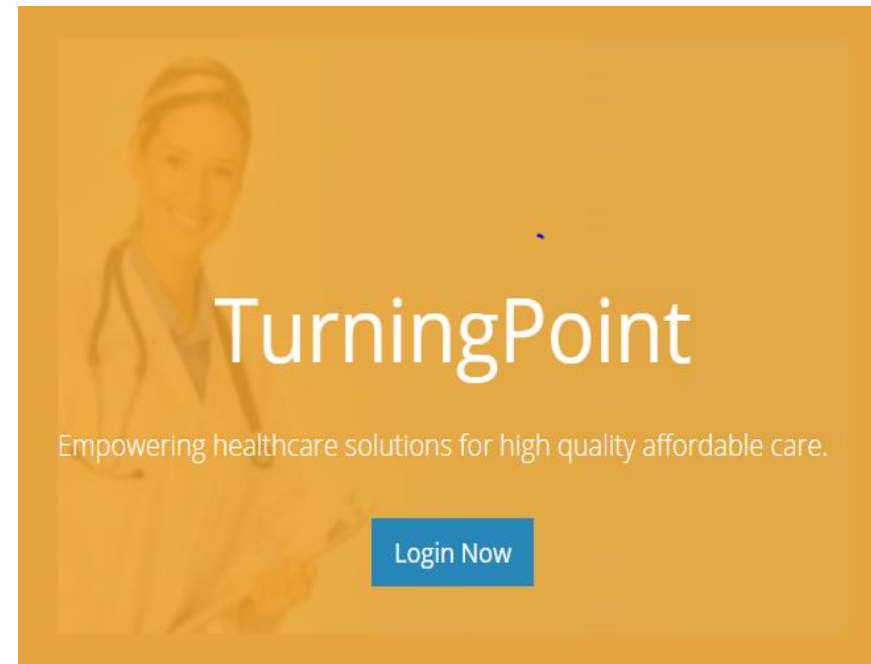 TurningPoint
Empowering healthcare solutions for high quality affordable care.
Login Now